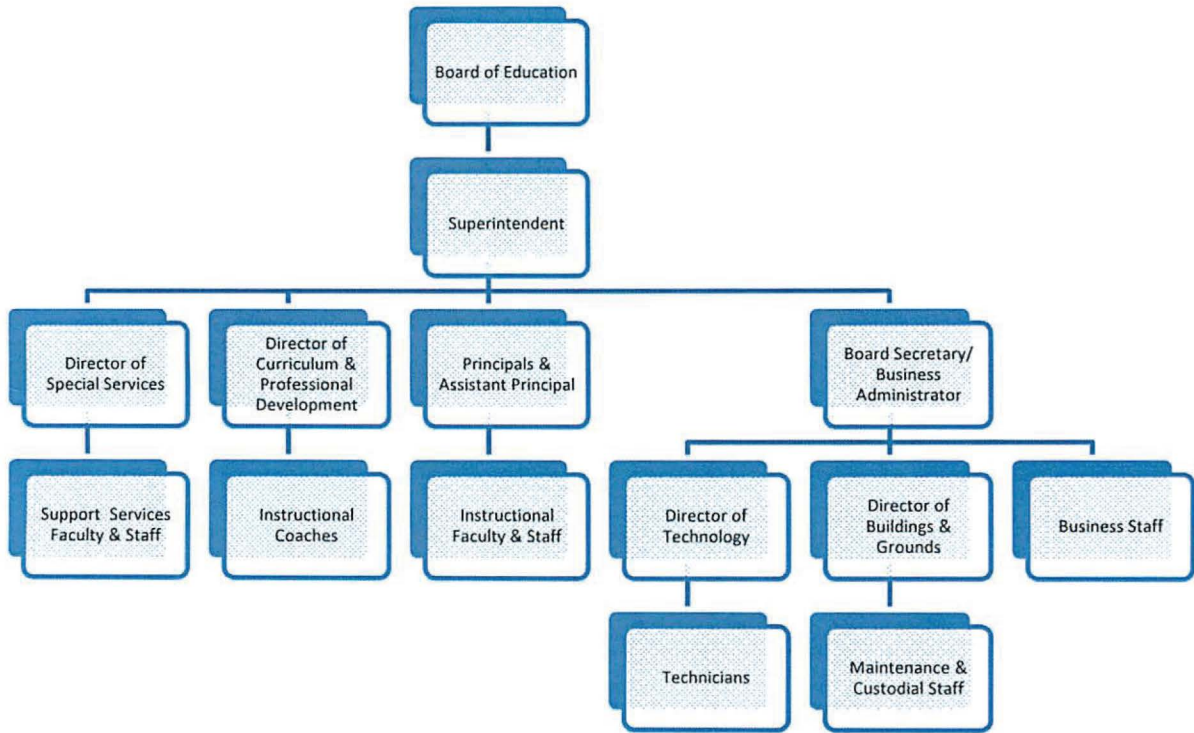 Board of Education
Superintendent
Director of
Special Services
Director of
Curriculum &
Professional
Development
Principals &
Assistant Principal
Board Secretary/
Business
Administrator
Support Services
Faculty & Staff
Instructional
Coaches
Instructional
Faculty & Staff
Director of
Technology
Director of
Buildings &
Grounds
Business Staff
Technicians
Maintenance &
Custodial Staff